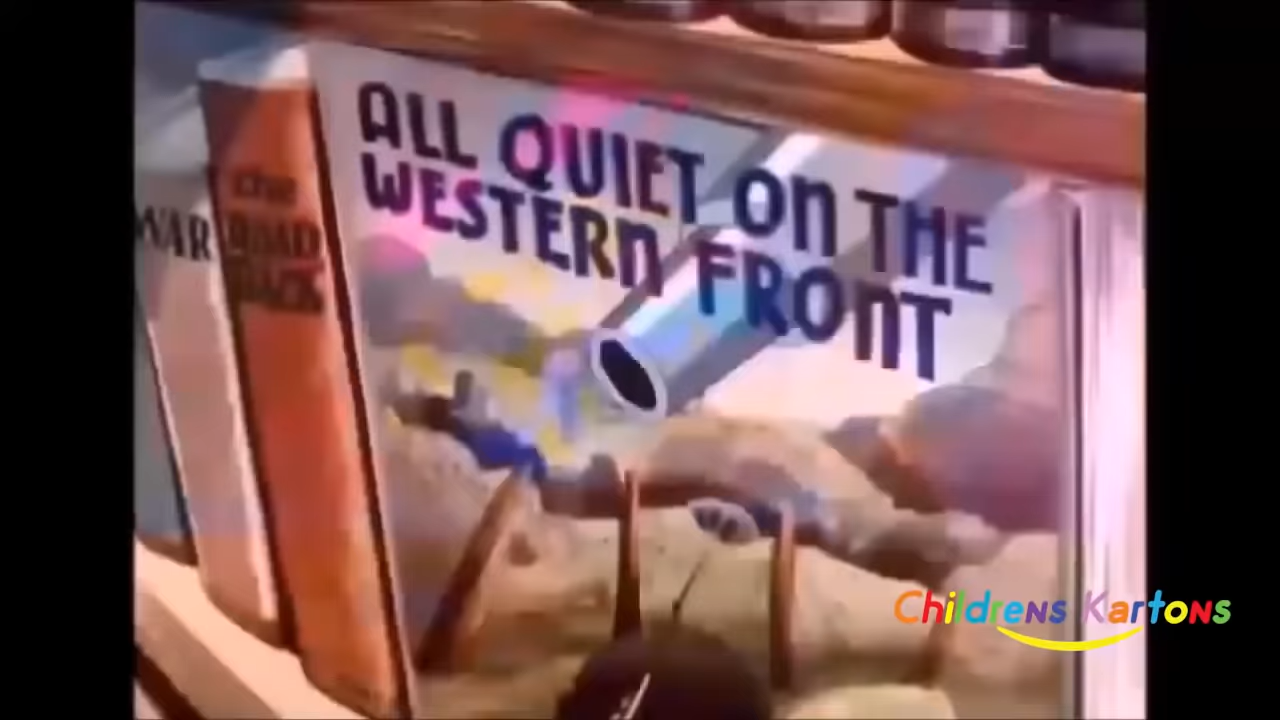 WAR
THE
ROAD
BACK
ALL QUIET ON THE
WESTERN FRONT
Childrens Kartons